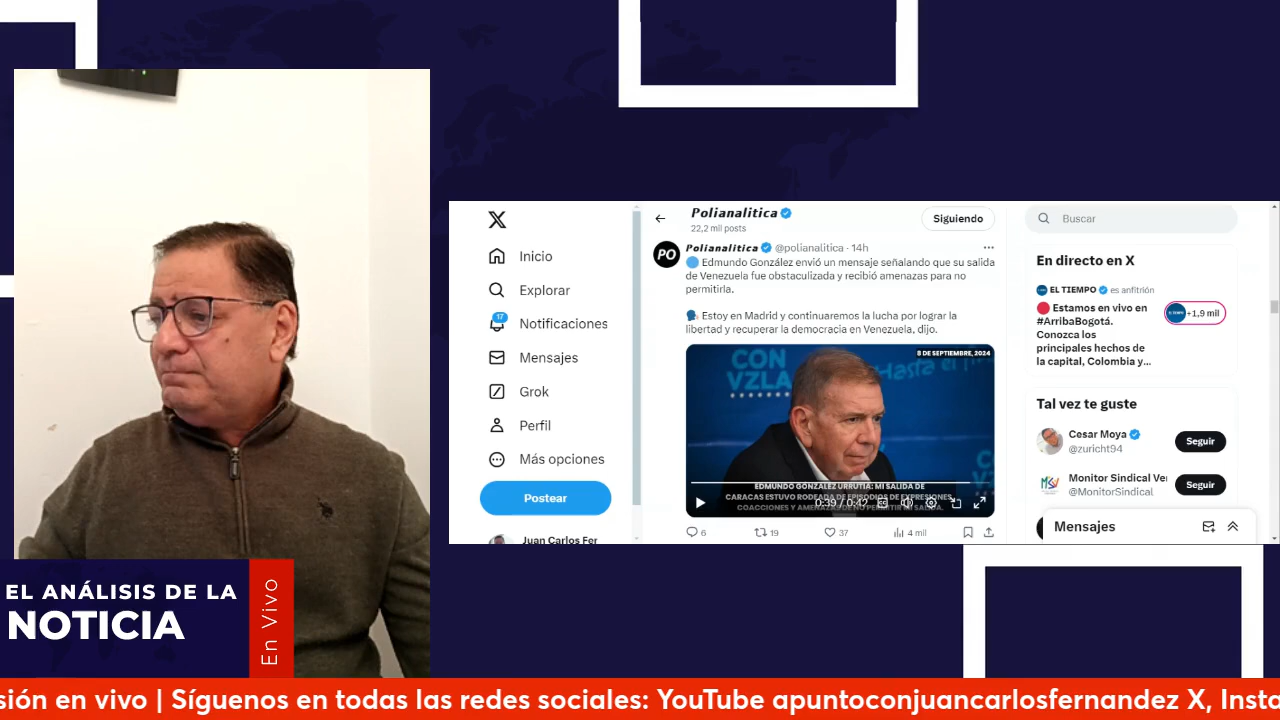 EL ANÁLISIS DE LA
NOTICIA
En Vivo
Inicio
Explorar
17
Notificaciones
Mensajes
Grok
Perfil
Más opciones
Postear
Juan Carlos Fer
Polianalitica
22,2 mil posts
Siguiendo
PO
Polianalitica @polianalitica · 14h
Edmundo González envió un mensaje señalando que su salida
de Venezuela fue obstaculizada y recibió amenazas para no
permitirla.
Estoy en Madrid y continuaremos la lucha por lograr la
libertad y recuperar la democracia en Venezuela, dijo.
8 DE SEPTIEMBRE, 2024
CON
VZLA
Hasta el
EDMUNDO GONZÁLEZ URRUTIA: MI SALIDA DE
CARACAS ESTUVO RODEADA DE EPISODIOS DE EXPRESIONES,
COACCIONES Y AMENAZAS DE NO PERMITIR MI SALIDA.
0:39 / 0:42
6
19
37
4 mil
Buscar
En directo en X
EL TIEMPO es anfitrión
Estamos en vivo en
#ArribaBogotá.
Conozca los
principales hechos de
la capital, Colombia y...
+1,9 mil
Tal vez te guste
Cesar Moya
@zuricht94
Seguir
Monitor Sindical Ve
@MonitorSindical
Seguir
Mensajes
sión en vivo | Síguenos en todas las redes sociales: YouTube apuntoconjuancarlosfernandez X, Insta